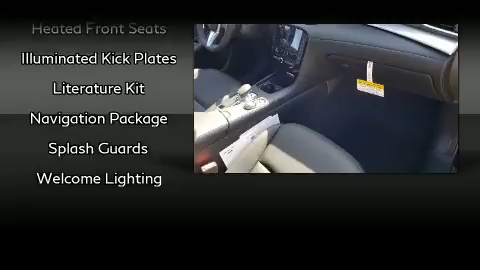 Heated Front Seats
Illuminated Kick Plates
Literature Kit
Navigation Package
Splash Guards
Welcome Lighting